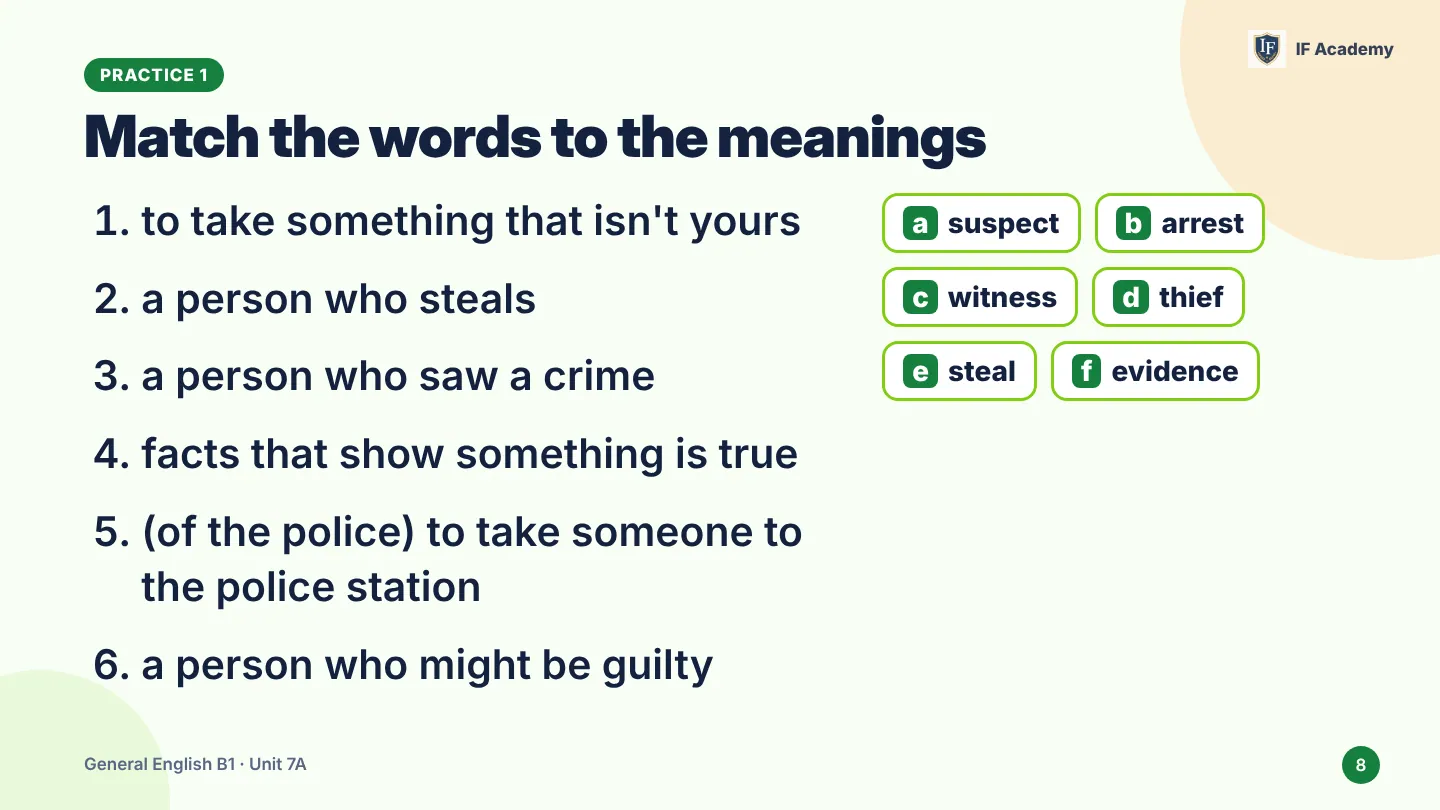 IF
IF Academy
PRACTICE 1
Match the words to the meanings
1. to take something that isn't yours
2. a person who steals
3. a person who saw a crime
4. facts that show something is true
5. (of the police) to take someone to
the police station
6. a person who might be guilty
a suspect
b arrest
c witness
d thief
e steal
f evidence
General English B1 · Unit 7A
8